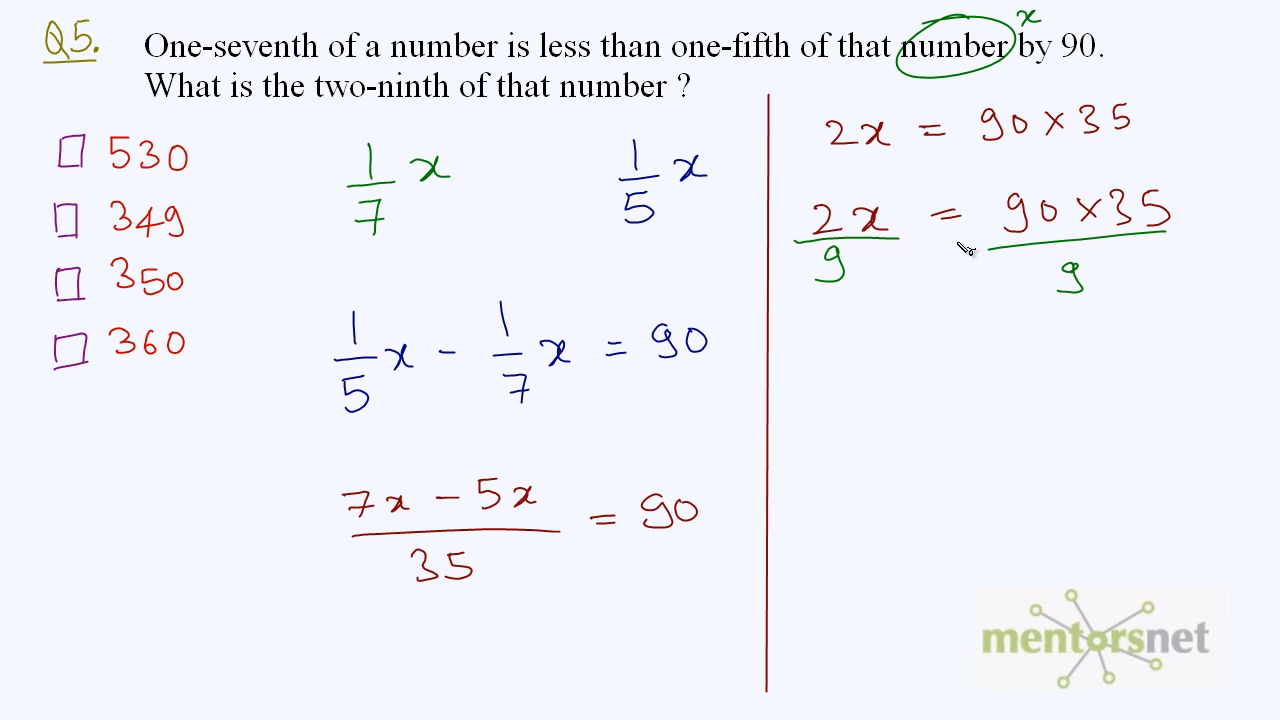 Q5. One-seventh of a number is less than one-fifth of that number by 90.
x
What is the two-ninth of that number ?
530
349
350
360
1/7 x
1/5 x
1/5 x - 1/7 x = 90
7x - 5x / 35 = 90
2x = 90 × 35
2x / 9 = 90 × 35 / 9
mentorsnet